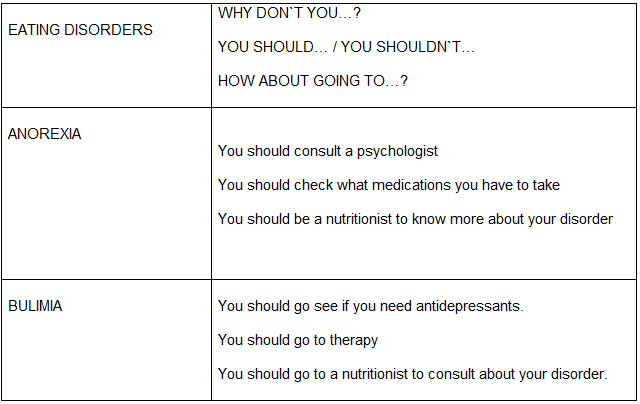 EATING DISORDERS
WHY DON`T YOU…?
YOU SHOULD… / YOU SHOULDN`T…
HOW ABOUT GOING TO…?
ANOREXIA
You should consult a psychologist
You should check what medications you have to take
You should be a nutritionist to know more about your disorder
BULIMIA
You should go see if you need antidepressants.
You should go to therapy
You should go to a nutritionist to consult about your disorder.